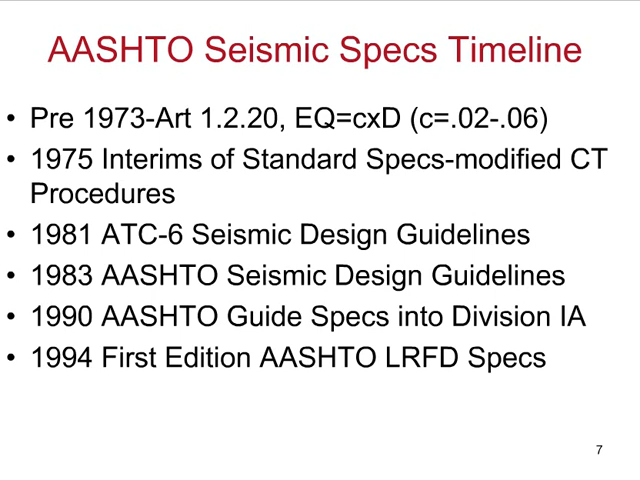 AASHTO Seismic Specs Timeline
• Pre 1973-Art 1.2.20, EQ=cxD (c=.02-.06)
• 1975 Interims of Standard Specs-modified CT
Procedures
• 1981 ATC-6 Seismic Design Guidelines
• 1983 AASHTO Seismic Design Guidelines
• 1990 AASHTO Guide Specs into Division IA
• 1994 First Edition AASHTO LRFD Specs
7